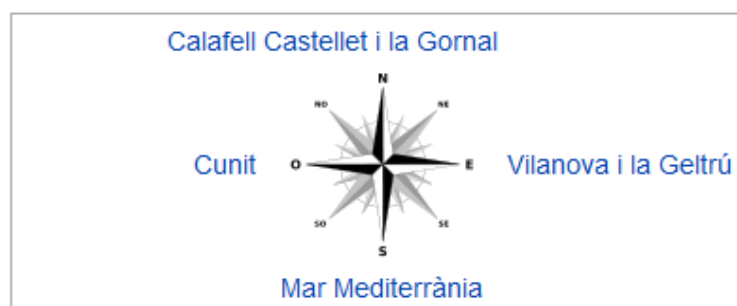 Calafell Castellet i la Gornal
N
NO NE
Cunit O E Vilanova i la Geltrú
SO SE
S
Mar Mediterrània